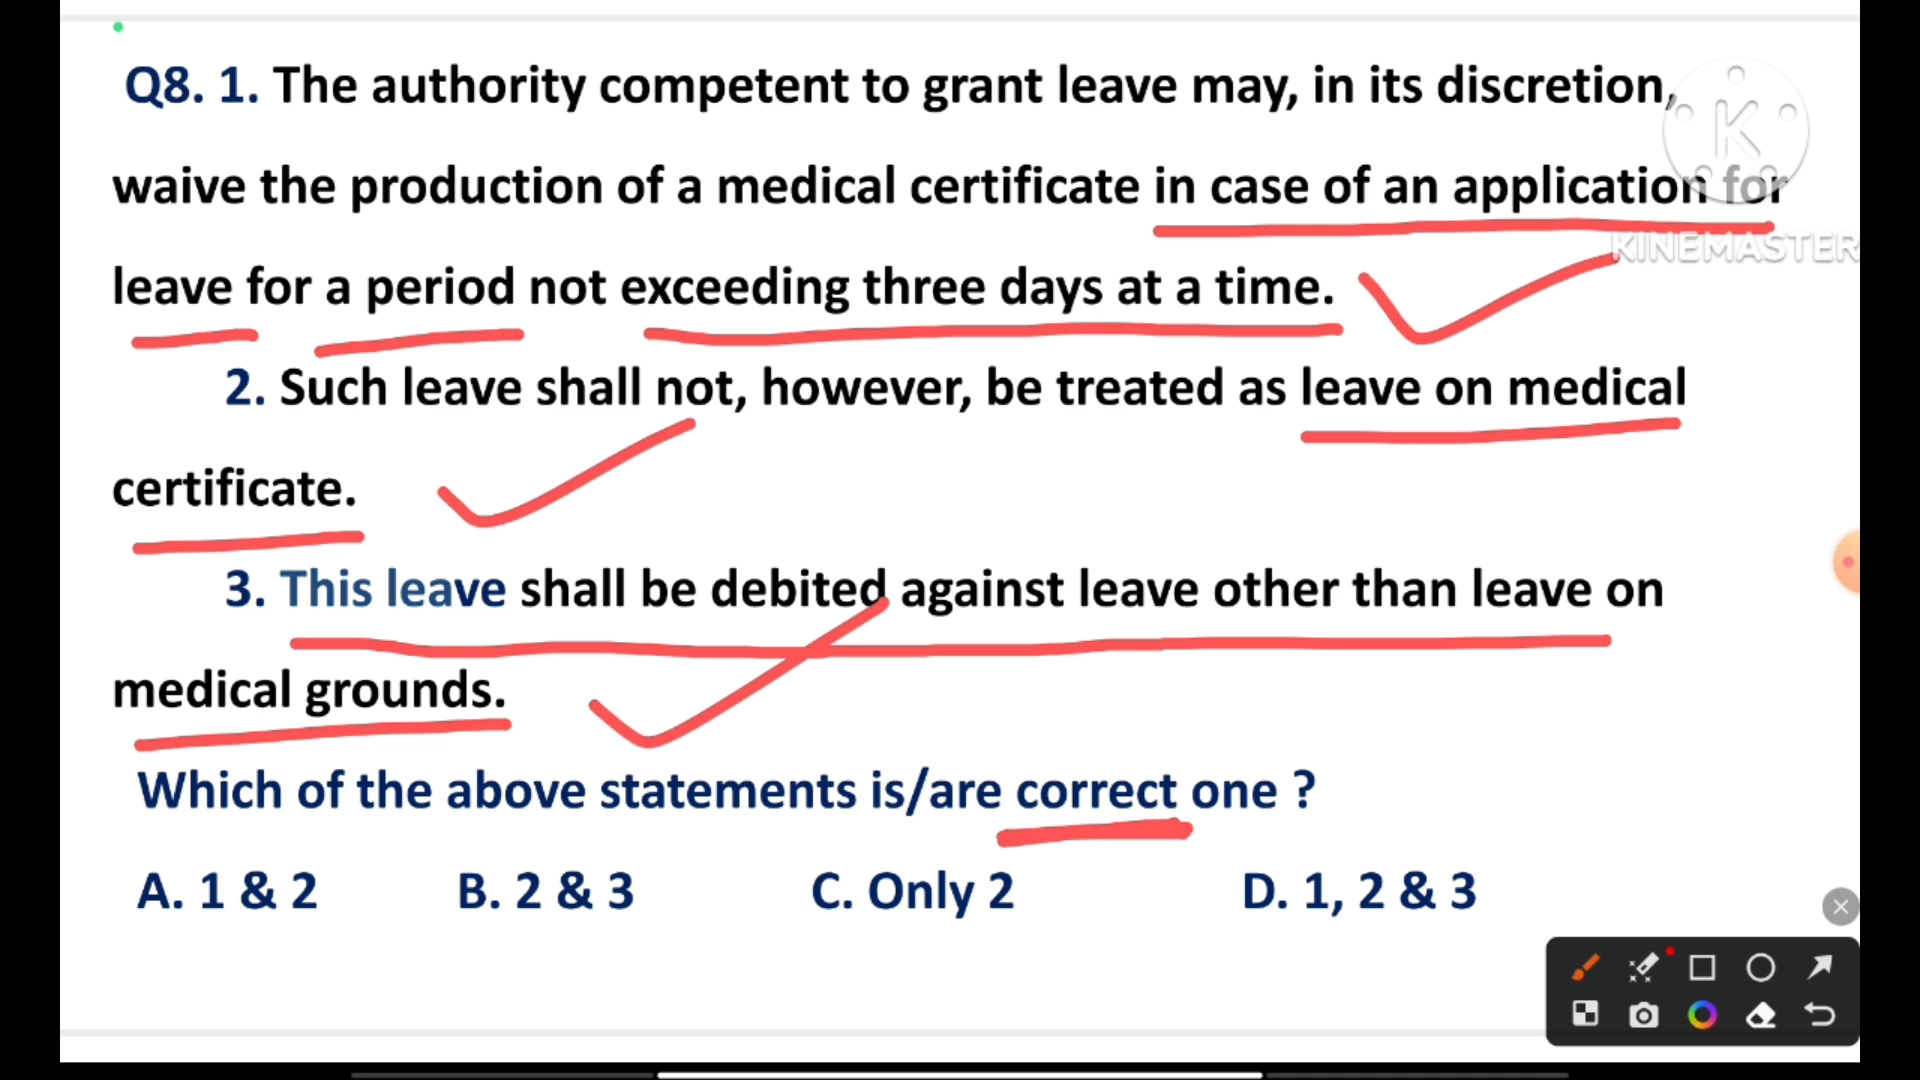 Q8. 1. The authority competent to grant leave may, in its discretion,
waive the production of a medical certificate in case of an application for
leave for a period not exceeding three days at a time.
2. Such leave shall not, however, be treated as leave on medical
certificate.
3. This leave shall be debited against leave other than leave on
medical grounds.
Which of the above statements is/are correct one ?
A. 1 & 2 B. 2 & 3 C. Only 2 D. 1, 2 & 3
K
KINEMASTER